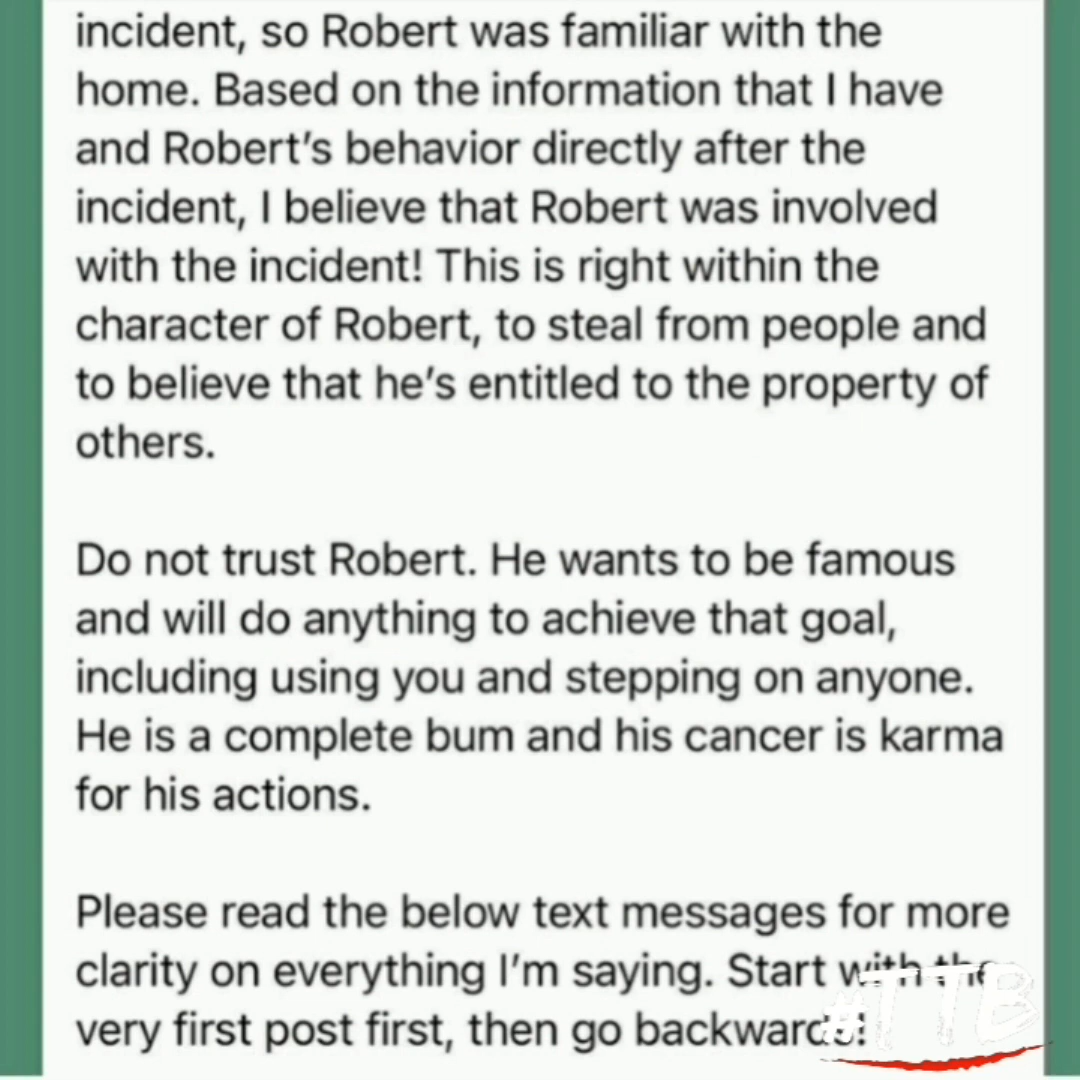 incident, so Robert was familiar with the
home. Based on the information that I have
and Robert’s behavior directly after the
incident, I believe that Robert was involved
with the incident! This is right within the
character of Robert, to steal from people and
to believe that he’s entitled to the property of
others.
Do not trust Robert. He wants to be famous
and will do anything to achieve that goal,
including using you and stepping on anyone.
He is a complete bum and his cancer is karma
for his actions.
Please read the below text messages for more
clarity on everything I’m saying. Start with the
very first post first, then go backwards!
#TTB